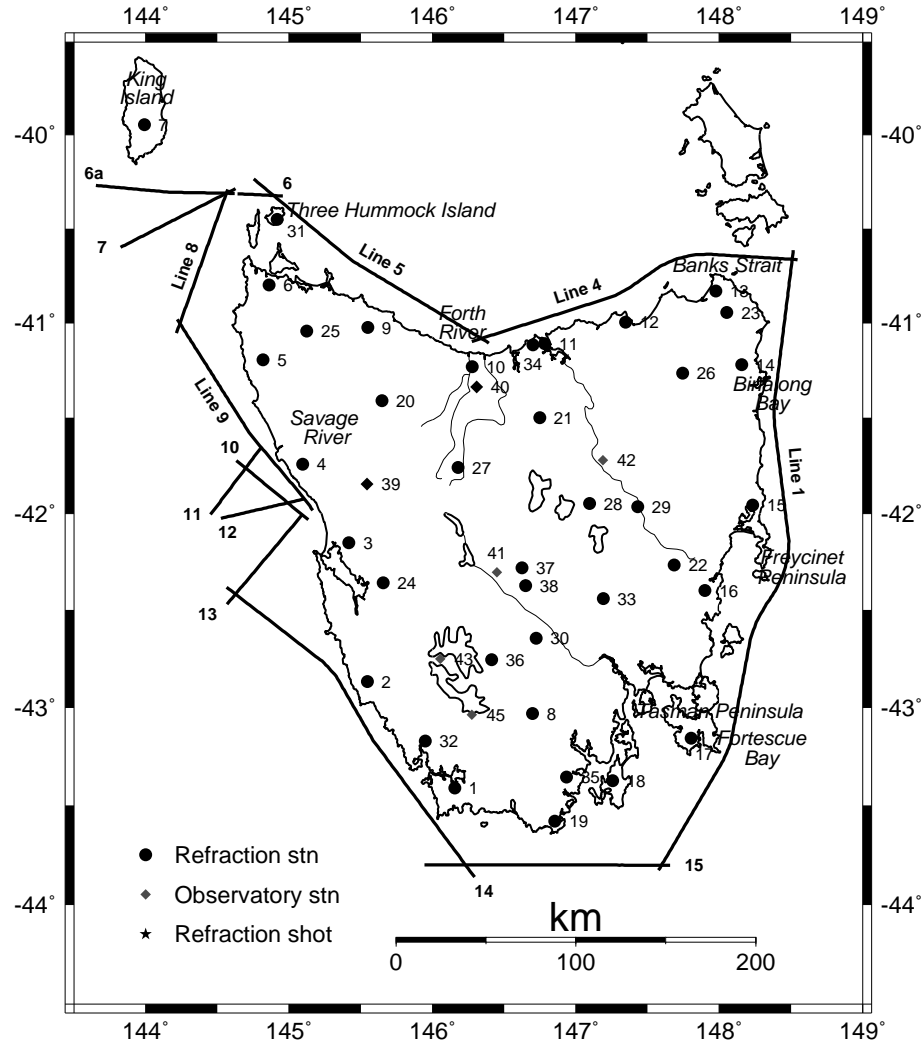 144˚ 145˚ 146˚ 147˚ 148˚ 149˚
King
Island
-40˚ 7 -40˚
6a 6
Three Hummock Island
31
7
Line 8
Line 5
Banks Strait
6
Line 4
13
Forth
River
23
-41˚ 25 9 12 -41˚
11
34
5 10 14
40 26
Binalong
Bay
20
Line 9
21
Savage
River
10
4 27 42
Line 1
39
11
12
28 29 15
-42˚ -42˚
3
41 37 22
Freycinet
Peninsula
24 38 16
13
33
30
43 36
2
-43˚ 45 8 -43˚
Tasman Peninsula
Fortescue
Bay
17
32
1 35 18
19
Refraction stn
14 15
-44˚ Observatory stn -44˚
Refraction shot
km
0 100 200
144˚ 145˚ 146˚ 147˚ 148˚ 149˚